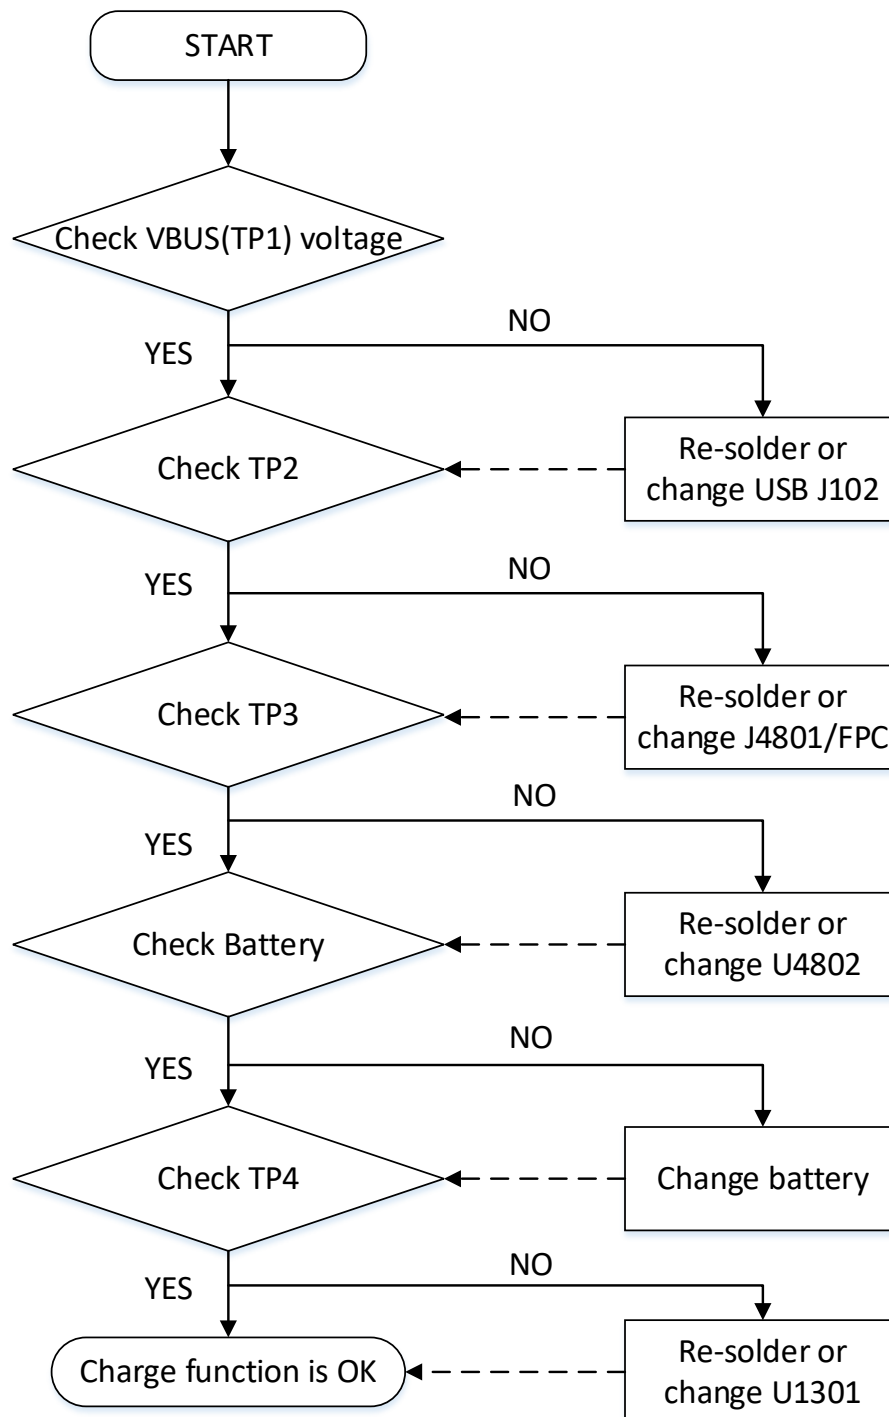 START
Check VBUS(TP1) voltage
NO
YES
Check TP2
Re-solder or
change USB J102
NO
YES
Check TP3
Re-solder or
change J4801/FPC
NO
YES
Check Battery
Re-solder or
change U4802
NO
YES
Check TP4
Change battery
NO
YES
Charge function is OK
Re-solder or
change U1301